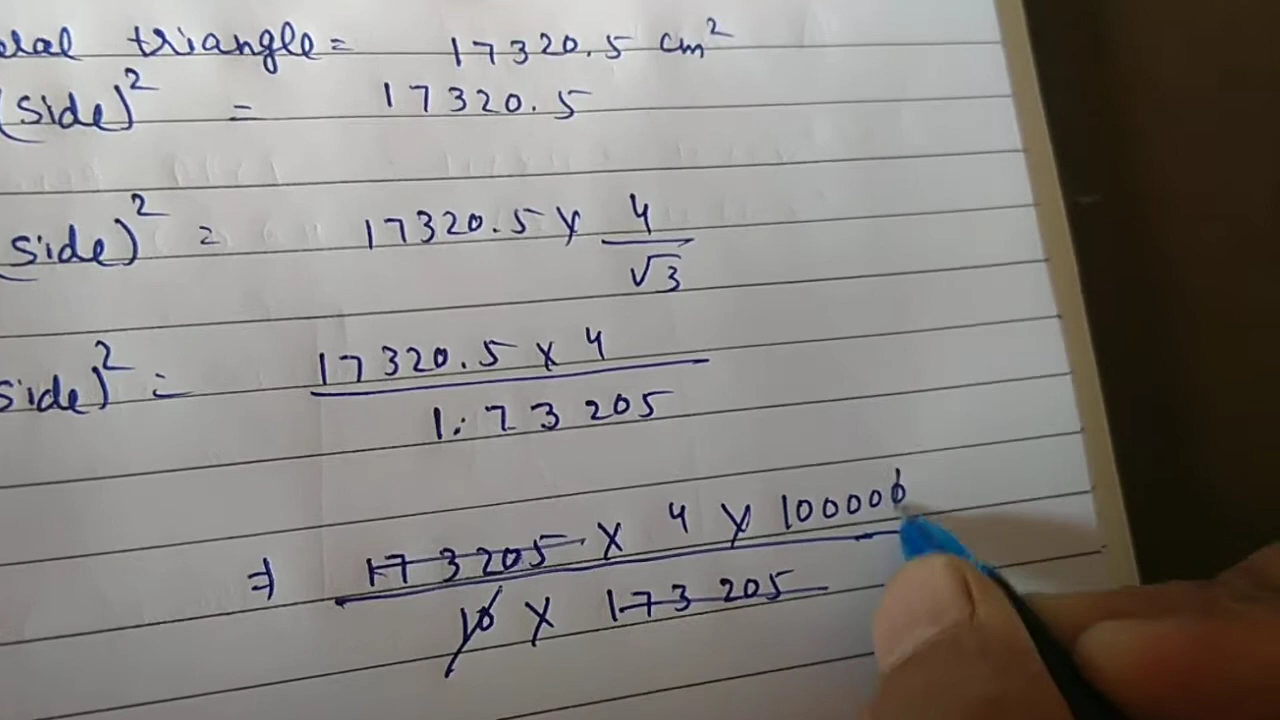 eral triangle = 17320.5 cm²
(side)² = 17320.5
side)² = 17320.5 × 4/√3
side)² = 17320.5 × 4
1.73205
⇒ 173205 × 4 × 100000
10 × 173205